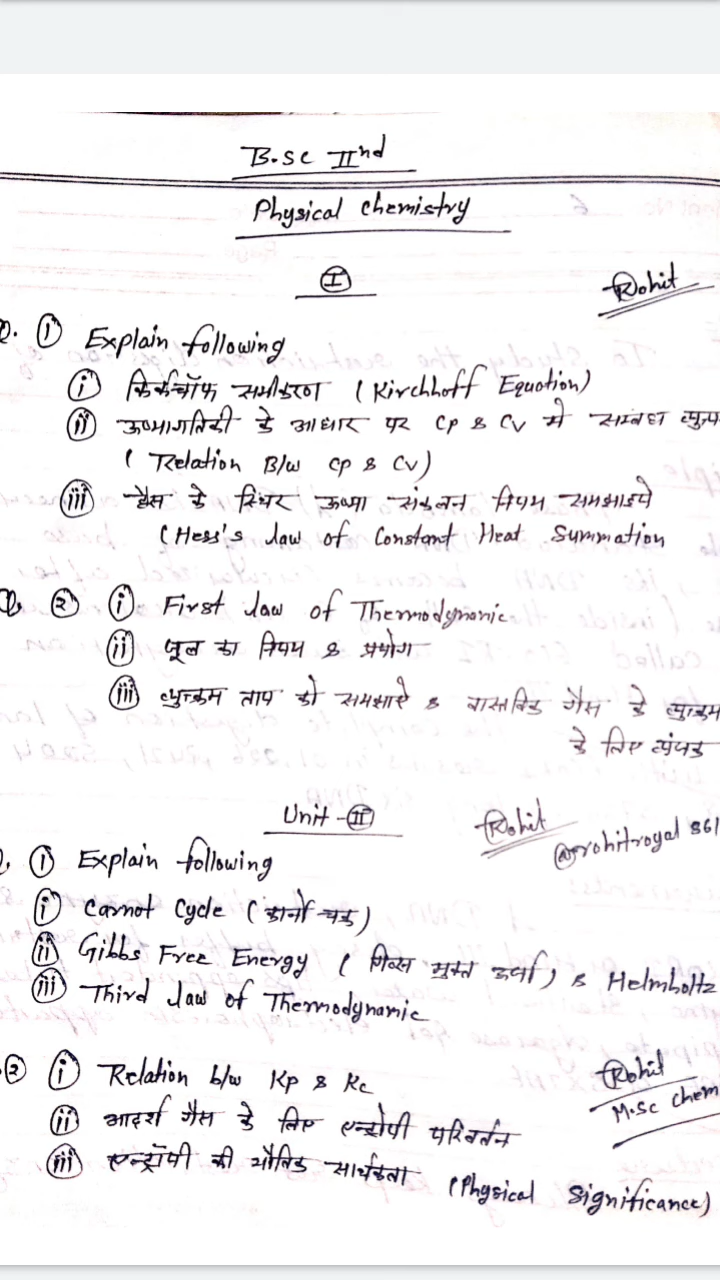 B.sc IInd
Physical chemistry
I
Rohit
Q. 1 Explain following
i किर्कचॉफ समीकरण ( Kirchhoff Equation)
ii ऊष्मागतिकी के आधार पर Cp & Cv में सम्बंध व्युत्प
( Relation B/w Cp & Cv)
iii हैस के स्थिर ऊष्मा संकलन नियम समझाइये
(Hess's law of Constant Heat Summation
Q. 2 i First law of Thermodynamic
ii जूल का नियम & प्रयोग
iii व्युत्क्रम ताप को समझाऐ & वास्तविक गैस के व्युत्क्रम
के लिए व्यंजक
Unit - II
Rohit
@rohitroyal 861
Q. 1 Explain following
i Carnot Cycle (कार्नो चक्र)
ii Gibbs Free Energy ( गिब्स मुक्त ऊर्जा) & Helmholtz
iii Third law of Thermodynamic
2 i Relation b/w Kp & Kc
Rohit
M.sc chem
ii आदर्श गैस के लिए एन्ट्रोपी परिवर्तन
iii एन्ट्रॉपी की भौतिक सार्थकता (Physical Significance)